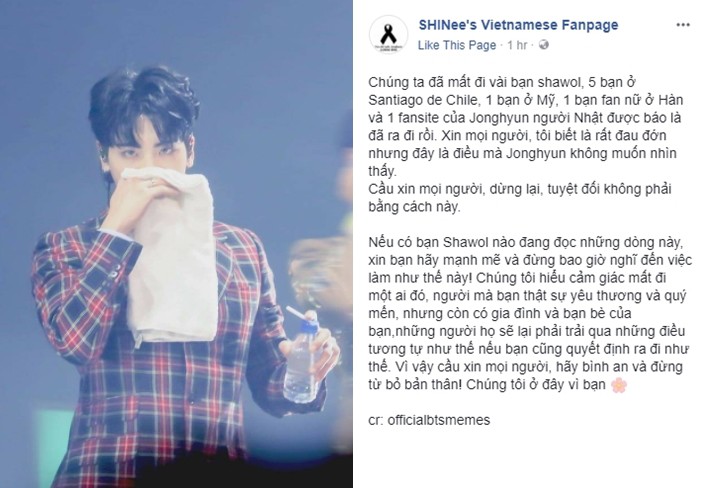 SHINee's Vietnamese Fanpage
Like This Page · 1 hr ·
Chúng ta đã mất đi vài bạn shawol, 5 bạn ở
Santiago de Chile, 1 bạn ở Mỹ, 1 bạn fan nữ ở Hàn
và 1 fansite của Jonghyun người Nhật được báo là
đã ra đi rồi. Xin mọi người, tôi biết là rất đau đớn
nhưng đây là điều mà Jonghyun không muốn nhìn
thấy.
Cầu xin mọi người, dừng lại, tuyệt đối không phải
bằng cách này.
Nếu có bạn Shawol nào đang đọc những dòng này,
xin bạn hãy mạnh mẽ và đừng bao giờ nghĩ đến việc
làm như thế này! Chúng tôi hiểu cảm giác mất đi
một ai đó, người mà bạn thật sự yêu thương và quý
mến, nhưng còn có gia đình và bạn bè của
bạn,những người họ sẽ lại phải trải qua những điều
tương tự như thế nếu bạn cũng quyết định ra đi như
thế. Vì vậy cầu xin mọi người, hãy bình an và đừng
từ bỏ bản thân! Chúng tôi ở đây vì bạn 🌸
cr: officialbtsmemes